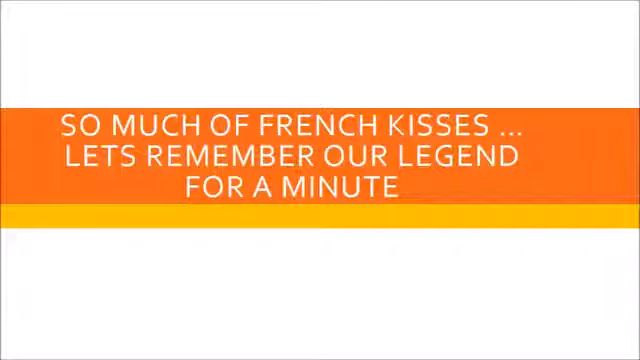 SO MUCH OF FRENCH KISSES ...
LETS REMEMBER OUR LEGEND
FOR A MINUTE